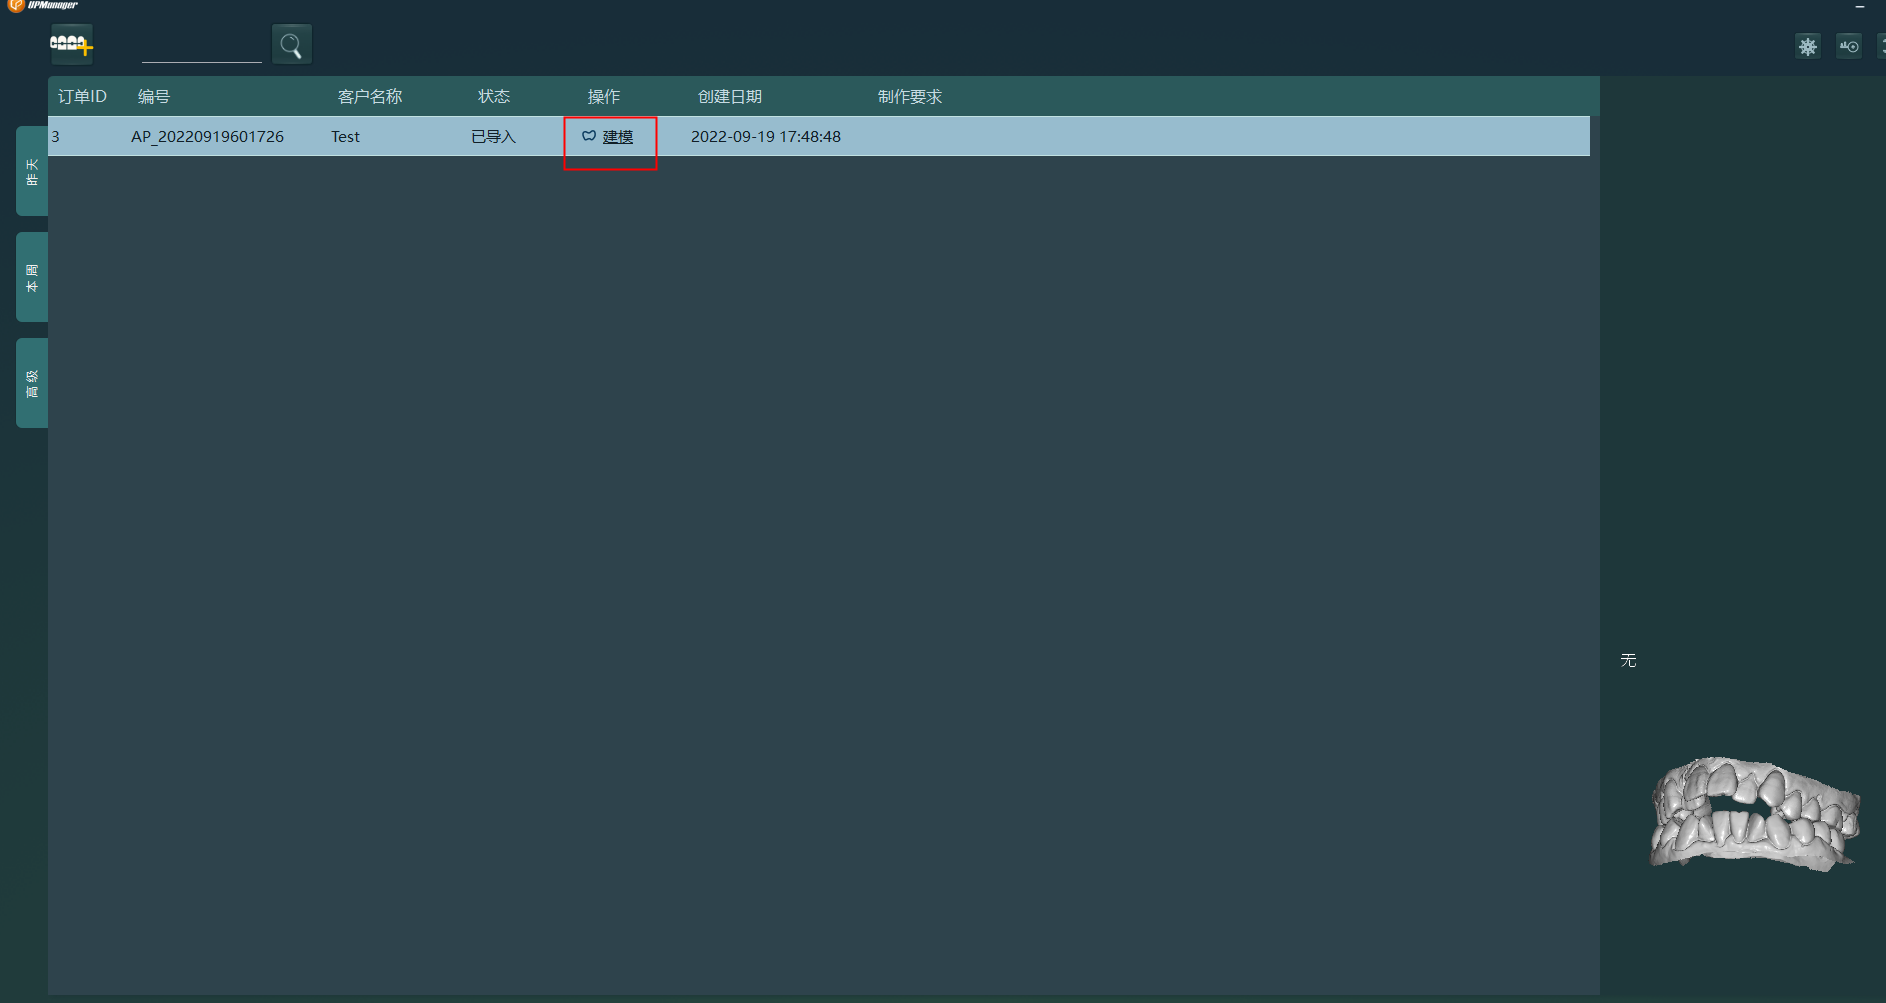 UPManager
订单ID 编号 客户名称 状态 操作 创建日期 制作要求
3 AP_20220919601726 Test 已导入 建模 2022-09-19 17:48:48
昨天
本周
高级
无